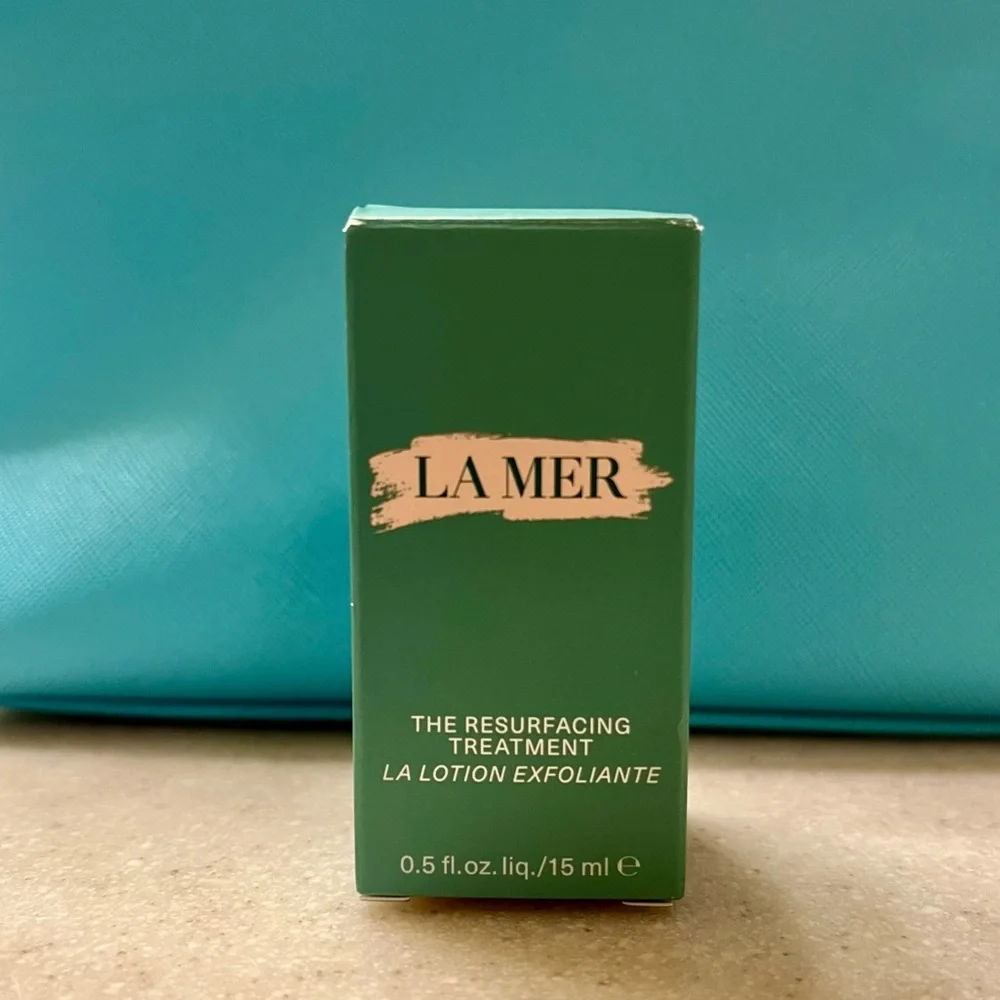 LA MER
THE RESURFACING
TREATMENT
LA LOTION EXFOLIANTE
0.5 fl.oz.liq./15 ml ℮